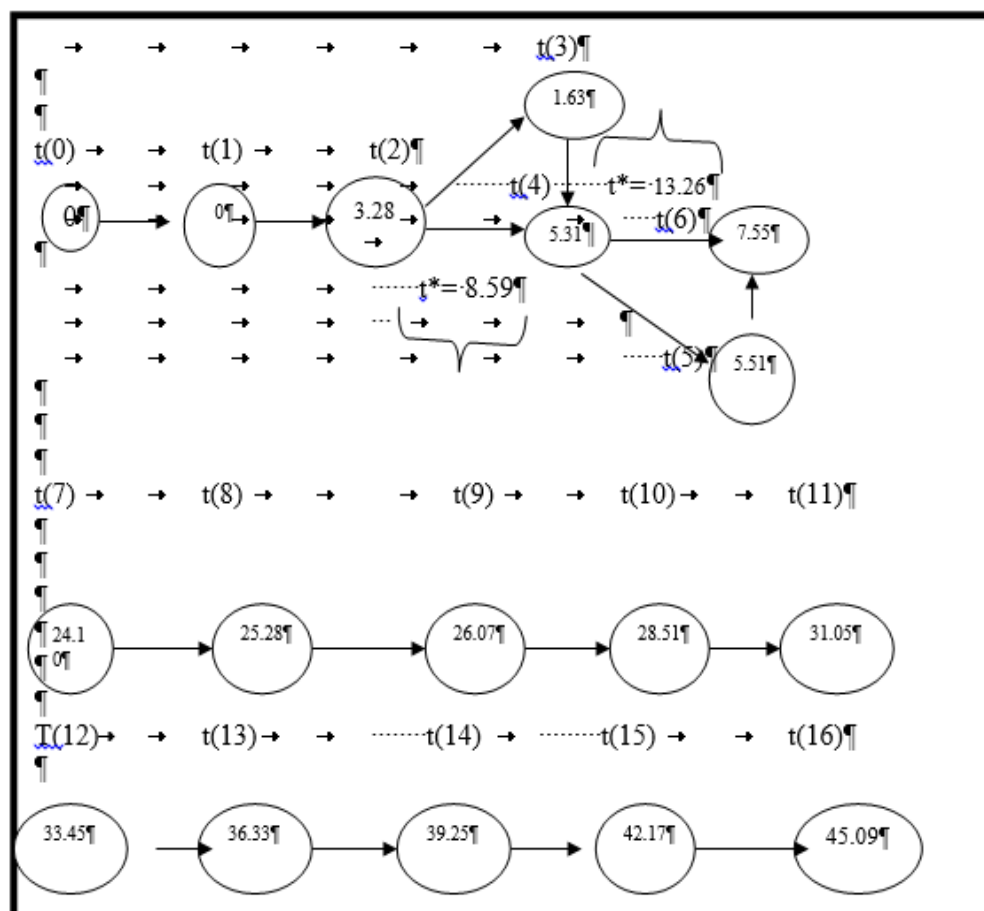 t(3)¶
¶
1.63¶
¶
t(0) t(1) t(2)¶
t(4) t*=·13.26¶
0¶ 0¶ 3.28 5.31¶ t(6)¶ 7.55¶
¶
t*=·8.59¶
¶
t(5)¶ 5.51¶
¶
¶
¶
t(7) t(8) t(9) t(10) t(11)¶
¶
¶
¶
¶ 24.1 25.28¶ 26.07¶ 28.51¶ 31.05¶
¶ 0¶
¶
T(12) t(13) t(14) t(15) t(16)¶
¶
33.45¶ 36.33¶ 39.25¶ 42.17¶ 45.09¶